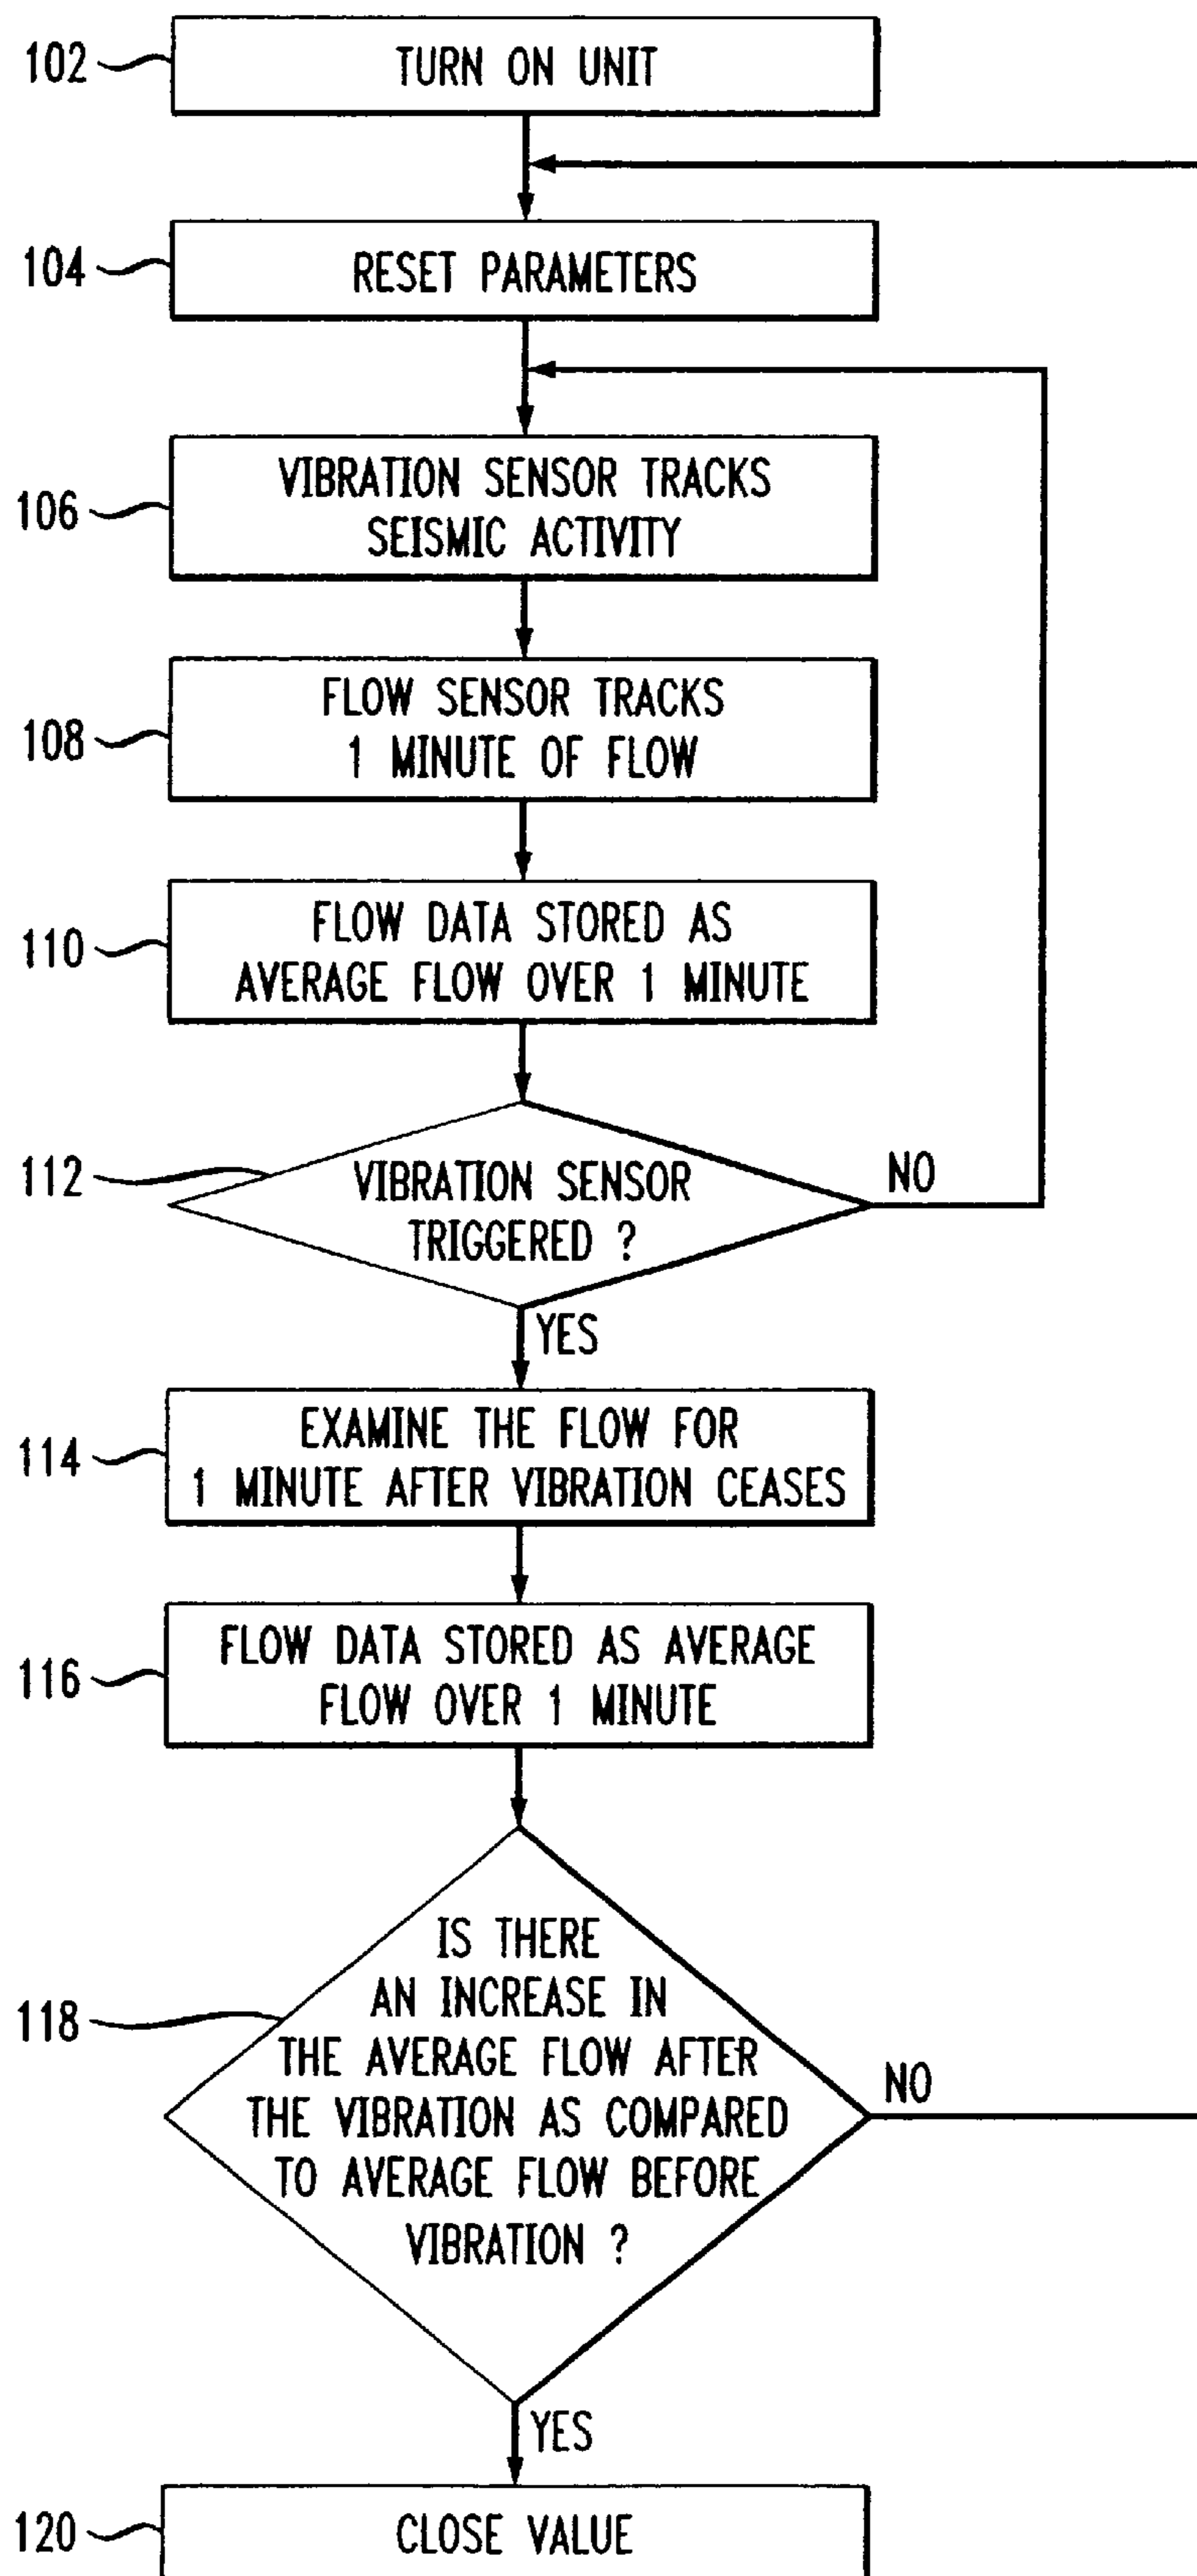 102
TURN ON UNIT
104
RESET PARAMETERS
106
VIBRATION SENSOR TRACKS
SEISMIC ACTIVITY
108
FLOW SENSOR TRACKS
1 MINUTE OF FLOW
110
FLOW DATA STORED AS
AVERAGE FLOW OVER 1 MINUTE
112
VIBRATION SENSOR
TRIGGERED ?
NO
YES
114
EXAMINE THE FLOW FOR
1 MINUTE AFTER VIBRATION CEASES
116
FLOW DATA STORED AS AVERAGE
FLOW OVER 1 MINUTE
118
IS THERE
AN INCREASE IN
THE AVERAGE FLOW AFTER
THE VIBRATION AS COMPARED
TO AVERAGE FLOW BEFORE
VIBRATION ?
NO
YES
120
CLOSE VALUE